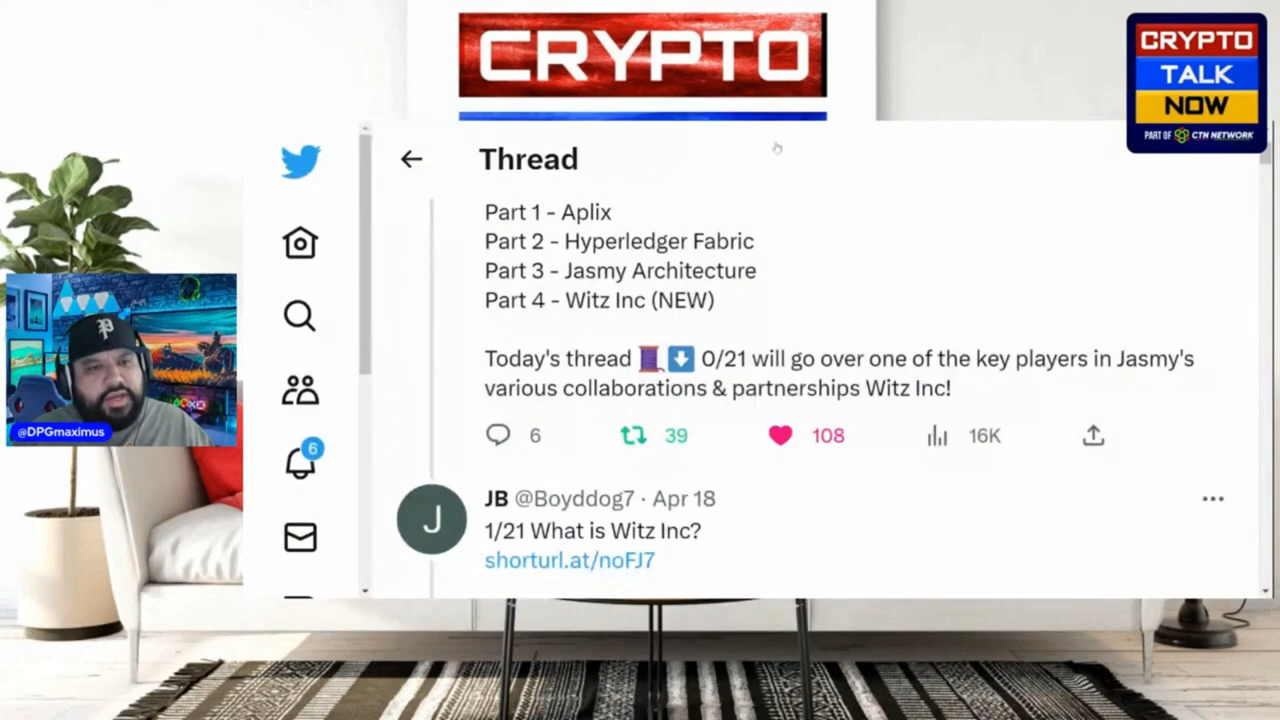 CRYPTO
CRYPTO
TALK
NOW
PART OF CTN NETWORK
Thread
Part 1 - Aplix
Part 2 - Hyperledger Fabric
Part 3 - Jasmy Architecture
Part 4 - Witz Inc (NEW)
Today's thread 🧵⬇️ 0/21 will go over one of the key players in Jasmy's
various collaborations & partnerships Witz Inc!
6 39 108 16K
6
@DPGmaximus
P
J
JB @Boyddog7 · Apr 18
1/21 What is Witz Inc?
shorturl.at/noFJ7